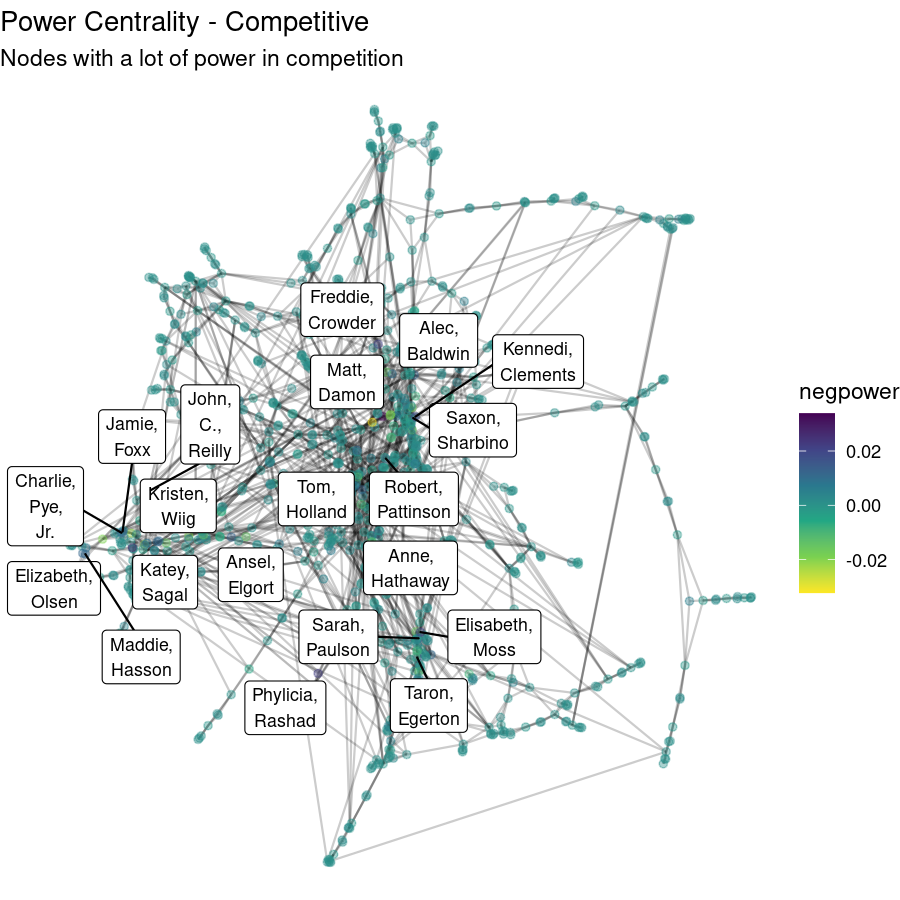 Power Centrality - Competitive
Nodes with a lot of power in competition
Freddie,
Crowder
Alec,
Baldwin
Kennedi,
Clements
Matt,
Damon
John,
C.,
Reilly
Saxon,
Sharbino
Jamie,
Foxx
Charlie,
Pye,
Jr.
Kristen,
Wiig
Tom,
Holland
Robert,
Pattinson
Elizabeth,
Olsen
Katey,
Sagal
Ansel,
Elgort
Anne,
Hathaway
Maddie,
Hasson
Sarah,
Paulson
Elisabeth,
Moss
Phylicia,
Rashad
Taron,
Egerton
negpower
0.02
0.00
-0.02